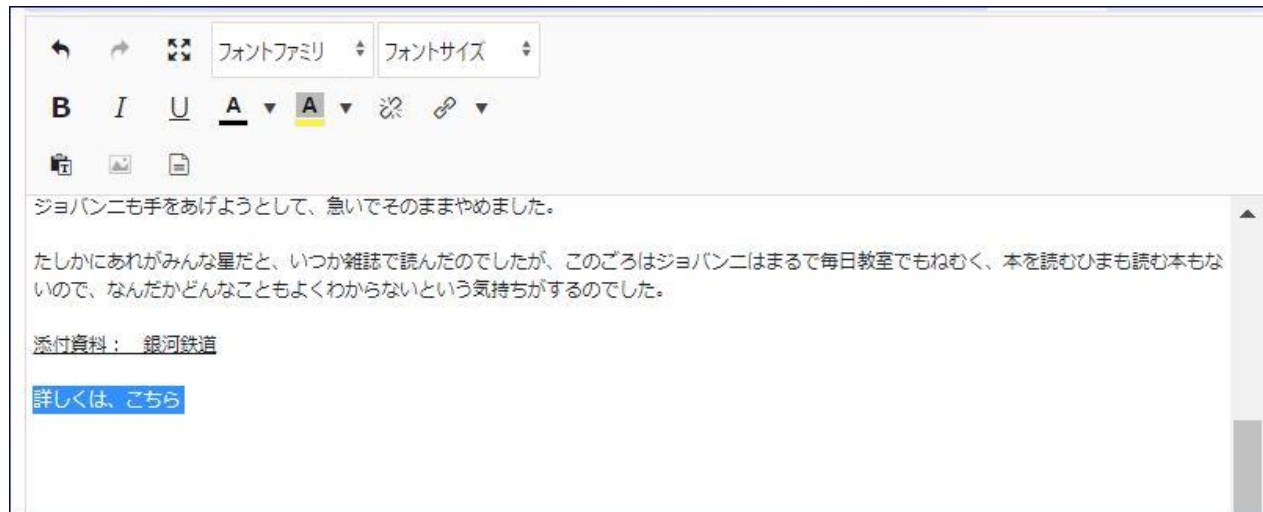 フォントファミリ フォントサイズ
B I U A A
ジョバンニも手をあげようとして、急いでそのままやめました。
たしかにあれがみんな星だと、いつか雑誌で読んだのでしたが、このごろはジョバンニはまるで毎日教室でもねむく、本を読むひまも読む本もな
いので、なんだかどんなこともよくわからないという気持ちがするのでした。
添付資料：　銀河鉄道
詳しくは、こちら